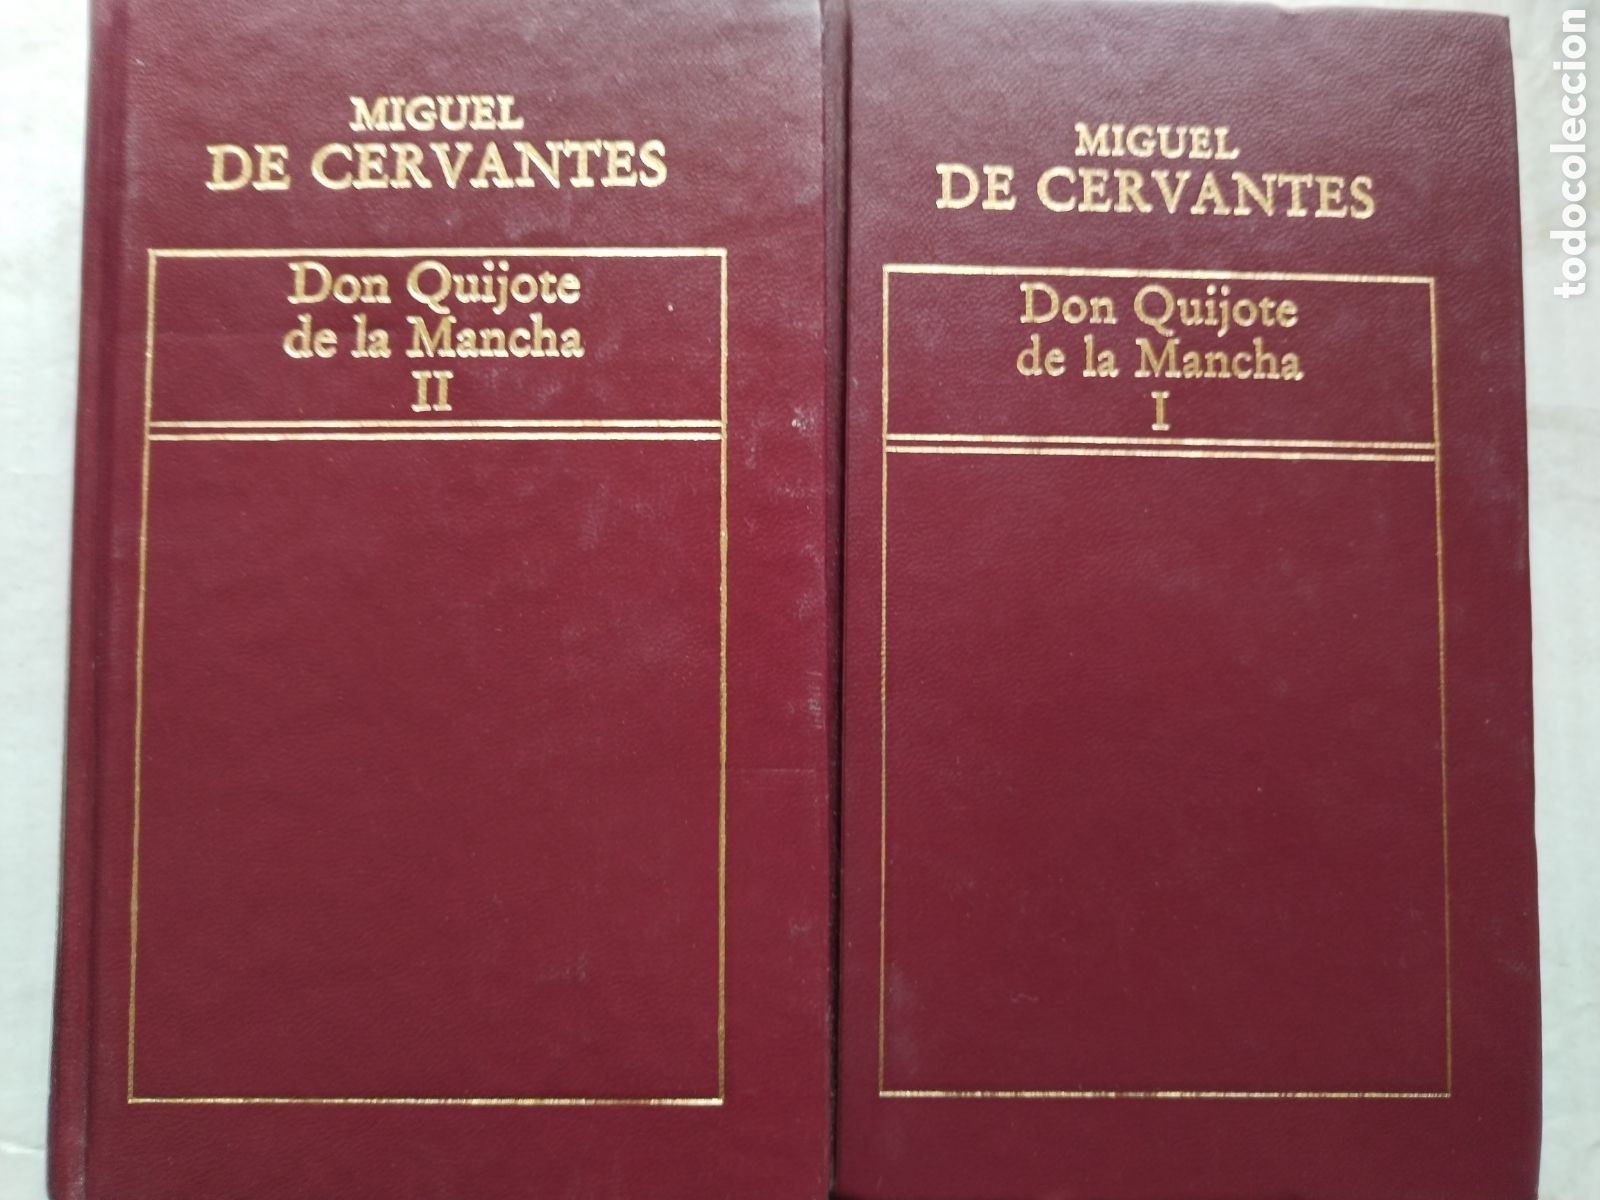 MIGUEL
DE CERVANTES
Don Quijote
de la Mancha
II
MIGUEL
DE CERVANTES
Don Quijote
de la Mancha
I
todocoleccion